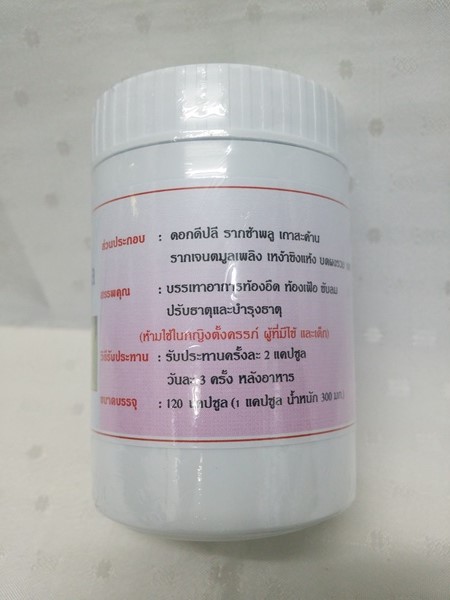 ส่วนประกอบ : ดอกดีปลี รากช้าพลู เถาสะค้าน
รากเจตมูลเพลิง เหง้าขิงแห้ง
สรรพคุณ : บรรเทาอาการท้องอืด ท้องเฟ้อ ขับลม
ปรับธาตุและบำรุงธาตุ
(ห้ามใช้ในหญิงตั้งครรภ์ ผู้ที่มีไข้ และเด็ก)
วิธีรับประทาน : รับประทานครั้งละ 2 แคปซูล
วันละ 3 ครั้ง หลังอาหาร
ขนาดบรรจุ : 120 แคปซูล (1 แคปซูล น้ำหนัก 300 มก.)